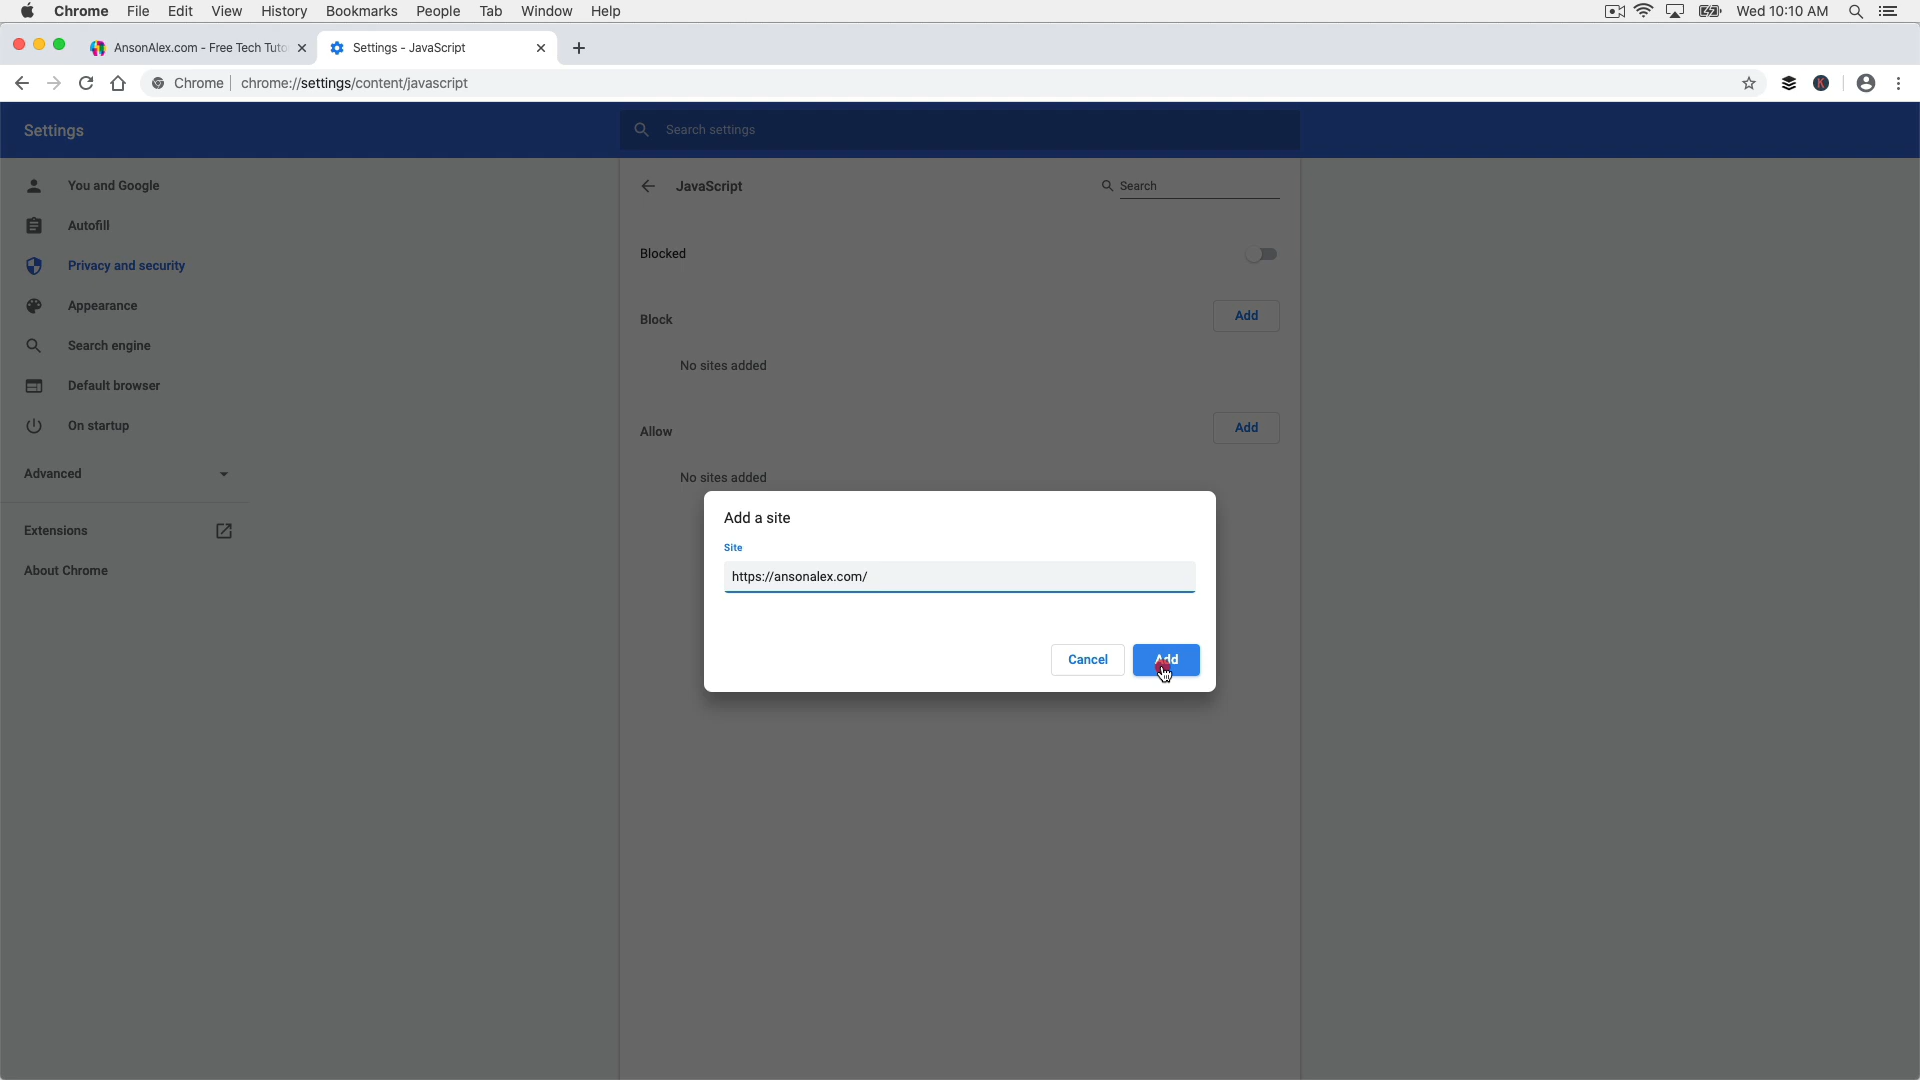 Chrome File Edit View History Bookmarks People Tab Window Help Wed 10:10 AM
AnsonAlex.com - Free Tech Tuto Settings - JavaScript
Chrome chrome://settings/content/javascript
Settings Search settings
You and Google
Autofill
Privacy and security
Appearance
Search engine
Default browser
On startup
Advanced
Extensions
About Chrome
JavaScript Search
Blocked
Block Add
No sites added
Allow Add
No sites added
Add a site
Site
https://ansonalex.com/
Cancel Add